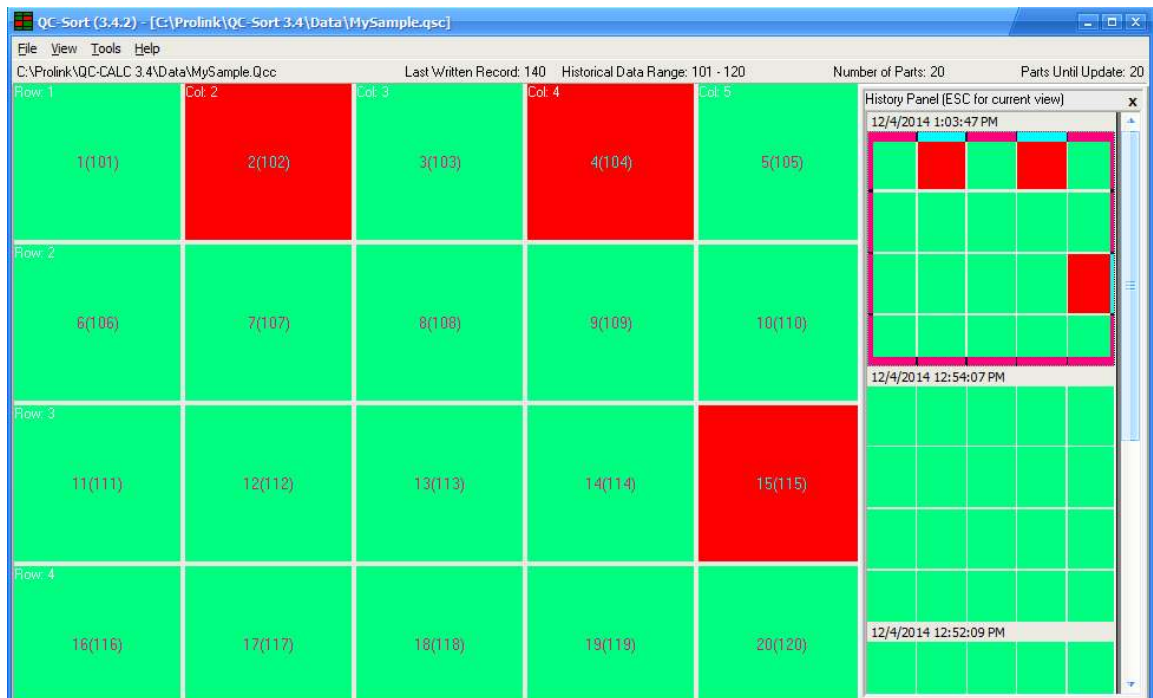 QC-Sort (3.4.2) - [C:\Prolink\QC-Sort 3.4\Data\MySample.qsc]
File View Tools Help
C:\Prolink\QC-CALC 3.4\Data\MySample.Qcc Last Written Record: 140 Historical Data Range: 101 - 120 Number of Parts: 20 Parts Until Update: 20
Row: 1 Col: 2 Col: 3 Col: 4 Col: 5
1(101) 2(102) 3(103) 4(104) 5(105)
Row: 2
6(106) 7(107) 8(108) 9(109) 10(110)
Row: 3
11(111) 12(112) 13(113) 14(114) 15(115)
Row: 4
16(116) 17(117) 18(118) 19(119) 20(120)
History Panel (ESC for current view) x
12/4/2014 1:03:47 PM
12/4/2014 12:54:07 PM
12/4/2014 12:52:09 PM